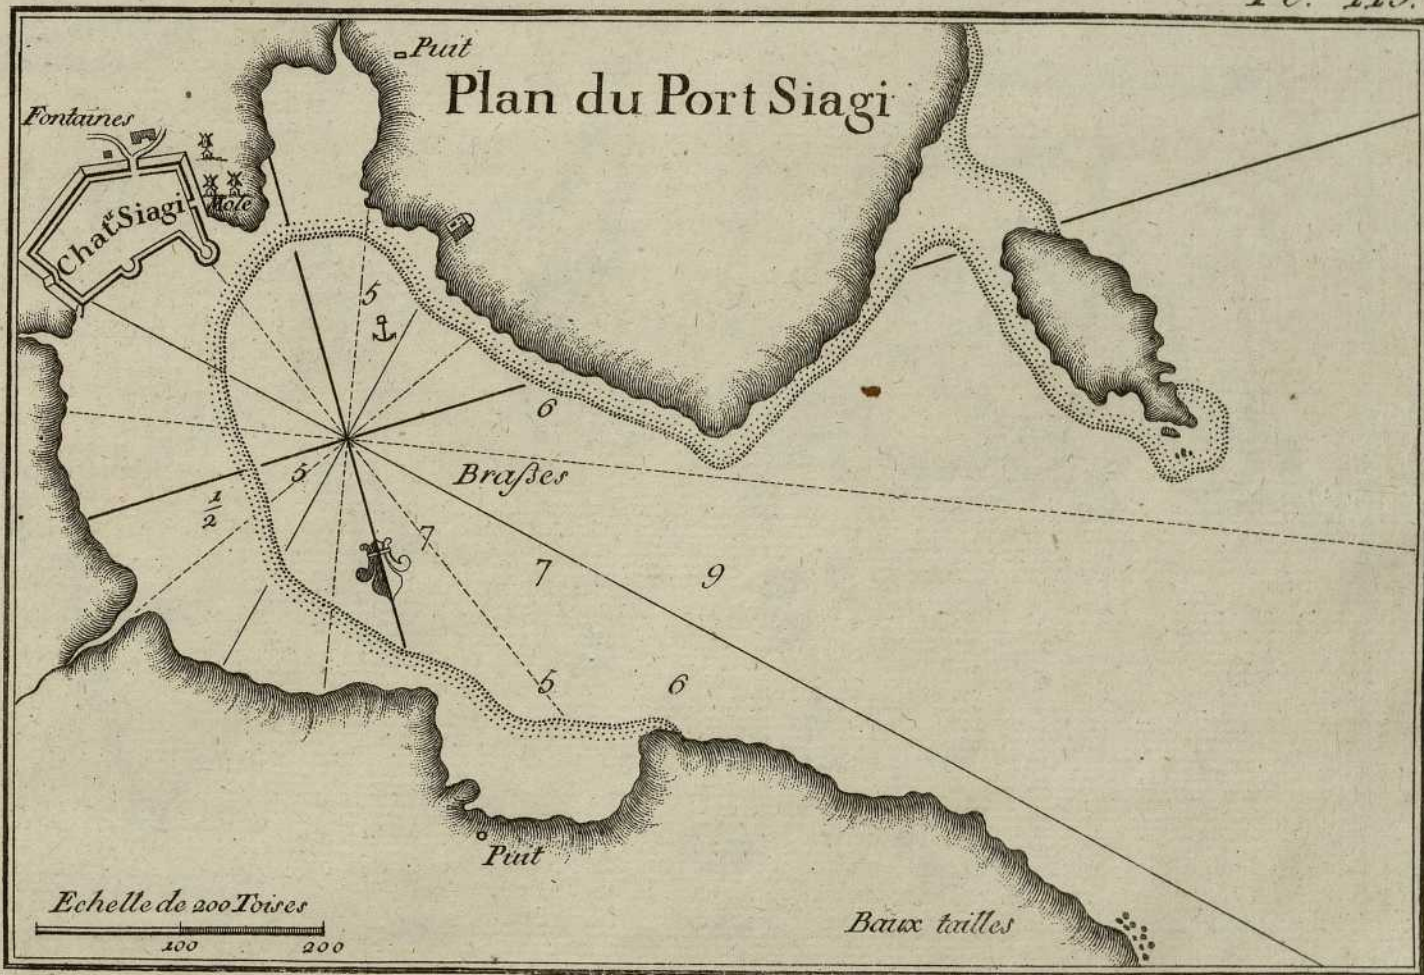 Puit
Plan du Port Siagi
Fontaines
Mole
Chat.ur Siagi
5
6
Braßes
5
1/2
7
7
9
5
6
Puit
Echelle de 200 Toises
100 200
Baux tailles